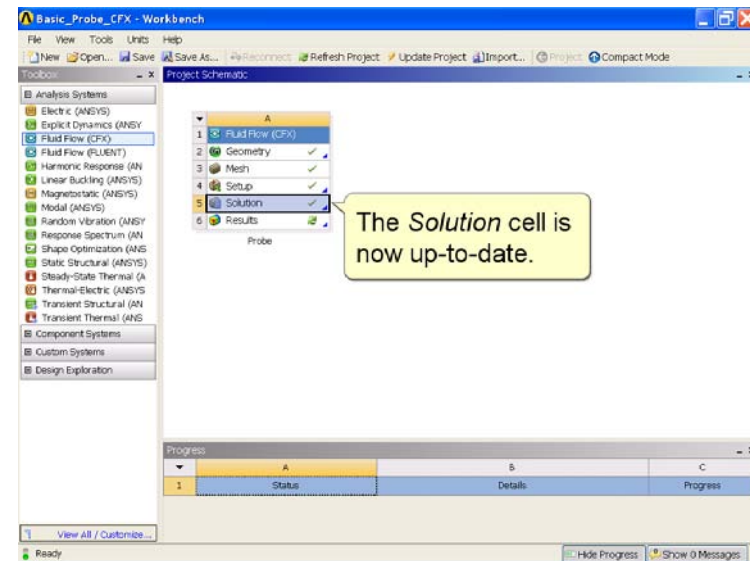 Basic_Probe_CFX - Workbench
File View Tools Units Help
New Open... Save Save As... Reconnect Refresh Project Update Project Import... Project Compact Mode
Toolbox
Project Schematic
Analysis Systems
Electric (ANSYS)
Explicit Dynamics (ANSY
Fluid Flow (CFX)
Fluid Flow (FLUENT)
Harmonic Response (AN
Linear Buckling (ANSYS)
Magnetostatic (ANSYS)
Modal (ANSYS)
Random Vibration (ANSY
Response Spectrum (AN
Shape Optimization (ANS
Static Structural (ANSYS)
Steady-State Thermal (A
Thermal-Electric (ANSYS
Transient Structural (AN
Transient Thermal (ANS
Component Systems
Custom Systems
Design Exploration
View All / Customize...
A
1 Fluid Flow (CFX)
2 Geometry
3 Mesh
4 Setup
5 Solution
6 Results
Probe
The Solution cell is
now up-to-date.
Progress
A B C
1 Status Details Progress
Ready
Hide Progress Show 0 Messages